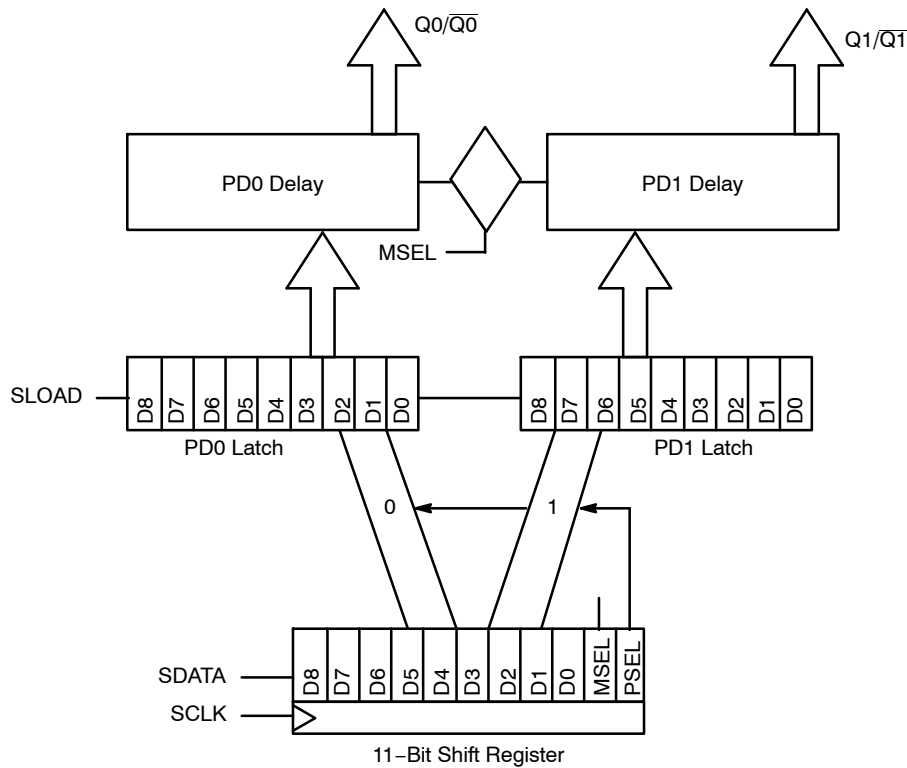 Q0/Q0
Q1/Q1
PD0 Delay
PD1 Delay
MSEL
SLOAD
D8 D7 D6 D5 D4 D3 D2 D1 D0
D8 D7 D6 D5 D4 D3 D2 D1 D0
PD0 Latch
PD1 Latch
0
1
SDATA
D8 D7 D6 D5 D4 D3 D2 D1 D0 MSEL PSEL
SCLK
11−Bit Shift Register